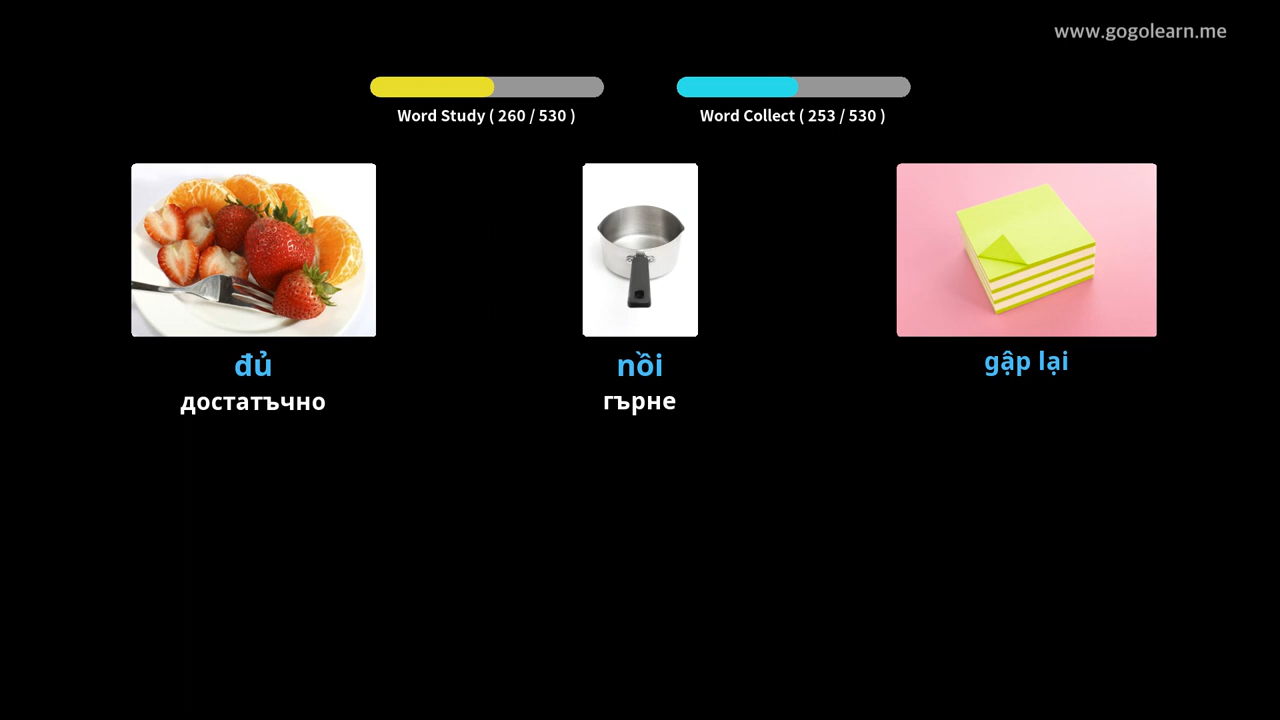 www.gogolearn.me
Word Study ( 260 / 530 )
Word Collect ( 253 / 530 )
đủ
достатъчно
nồi
гърне
gập lại